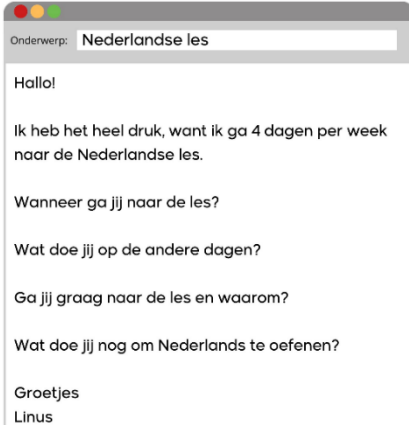 Onderwerp: Nederlandse les
Hallo!
Ik heb het heel druk, want ik ga 4 dagen per week
naar de Nederlandse les.
Wanneer ga jij naar de les?
Wat doe jij op de andere dagen?
Ga jij graag naar de les en waarom?
Wat doe jij nog om Nederlands te oefenen?
Groetjes
Linus